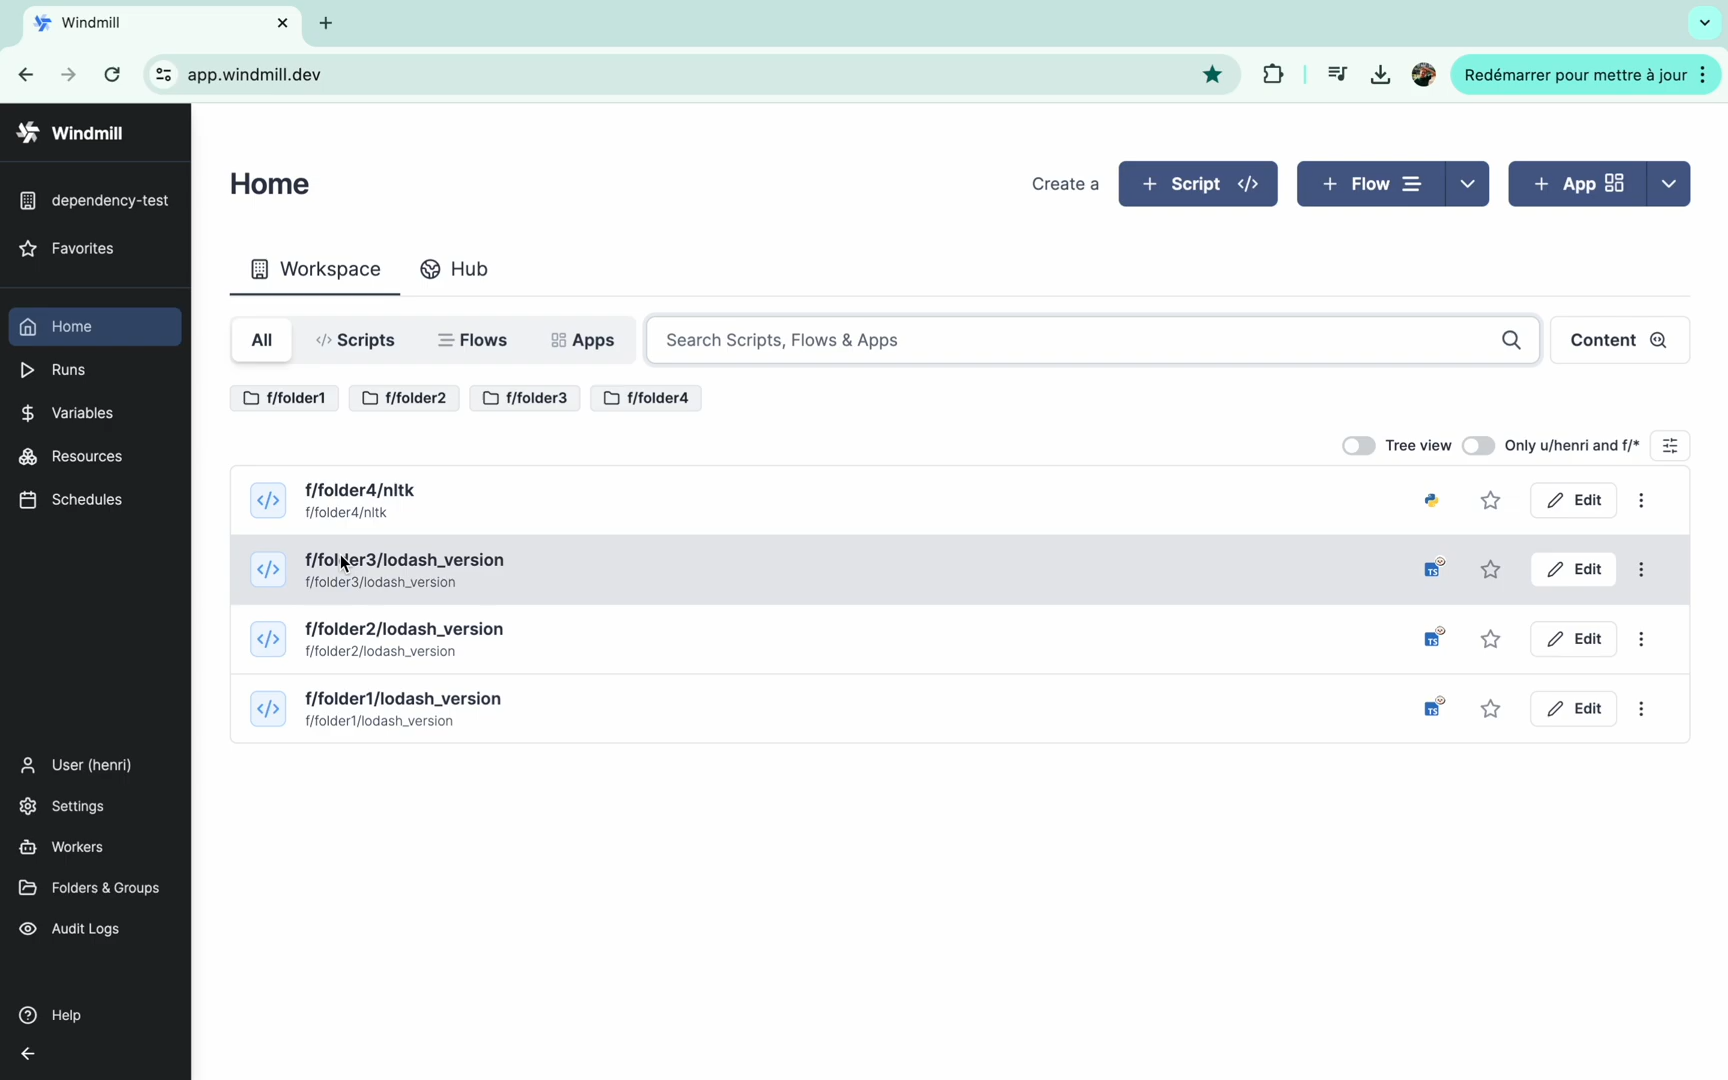 Windmill
app.windmill.dev
Redémarrer pour mettre à jour
Windmill
dependency-test
Favorites
Home
Runs
Variables
Resources
Schedules
User (henri)
Settings
Workers
Folders & Groups
Audit Logs
Help
Home
Create a
+ Script </>
+ Flow
+ App
Workspace
Hub
All
</> Scripts
Flows
Apps
Search Scripts, Flows & Apps
Content
f/folder1
f/folder2
f/folder3
f/folder4
Tree view
Only u/henri and f/*
</>
f/folder4/nltk
f/folder4/nltk
Edit
</>
f/folder3/lodash_version
f/folder3/lodash_version
TS
Edit
</>
f/folder2/lodash_version
f/folder2/lodash_version
TS
Edit
</>
f/folder1/lodash_version
f/folder1/lodash_version
TS
Edit